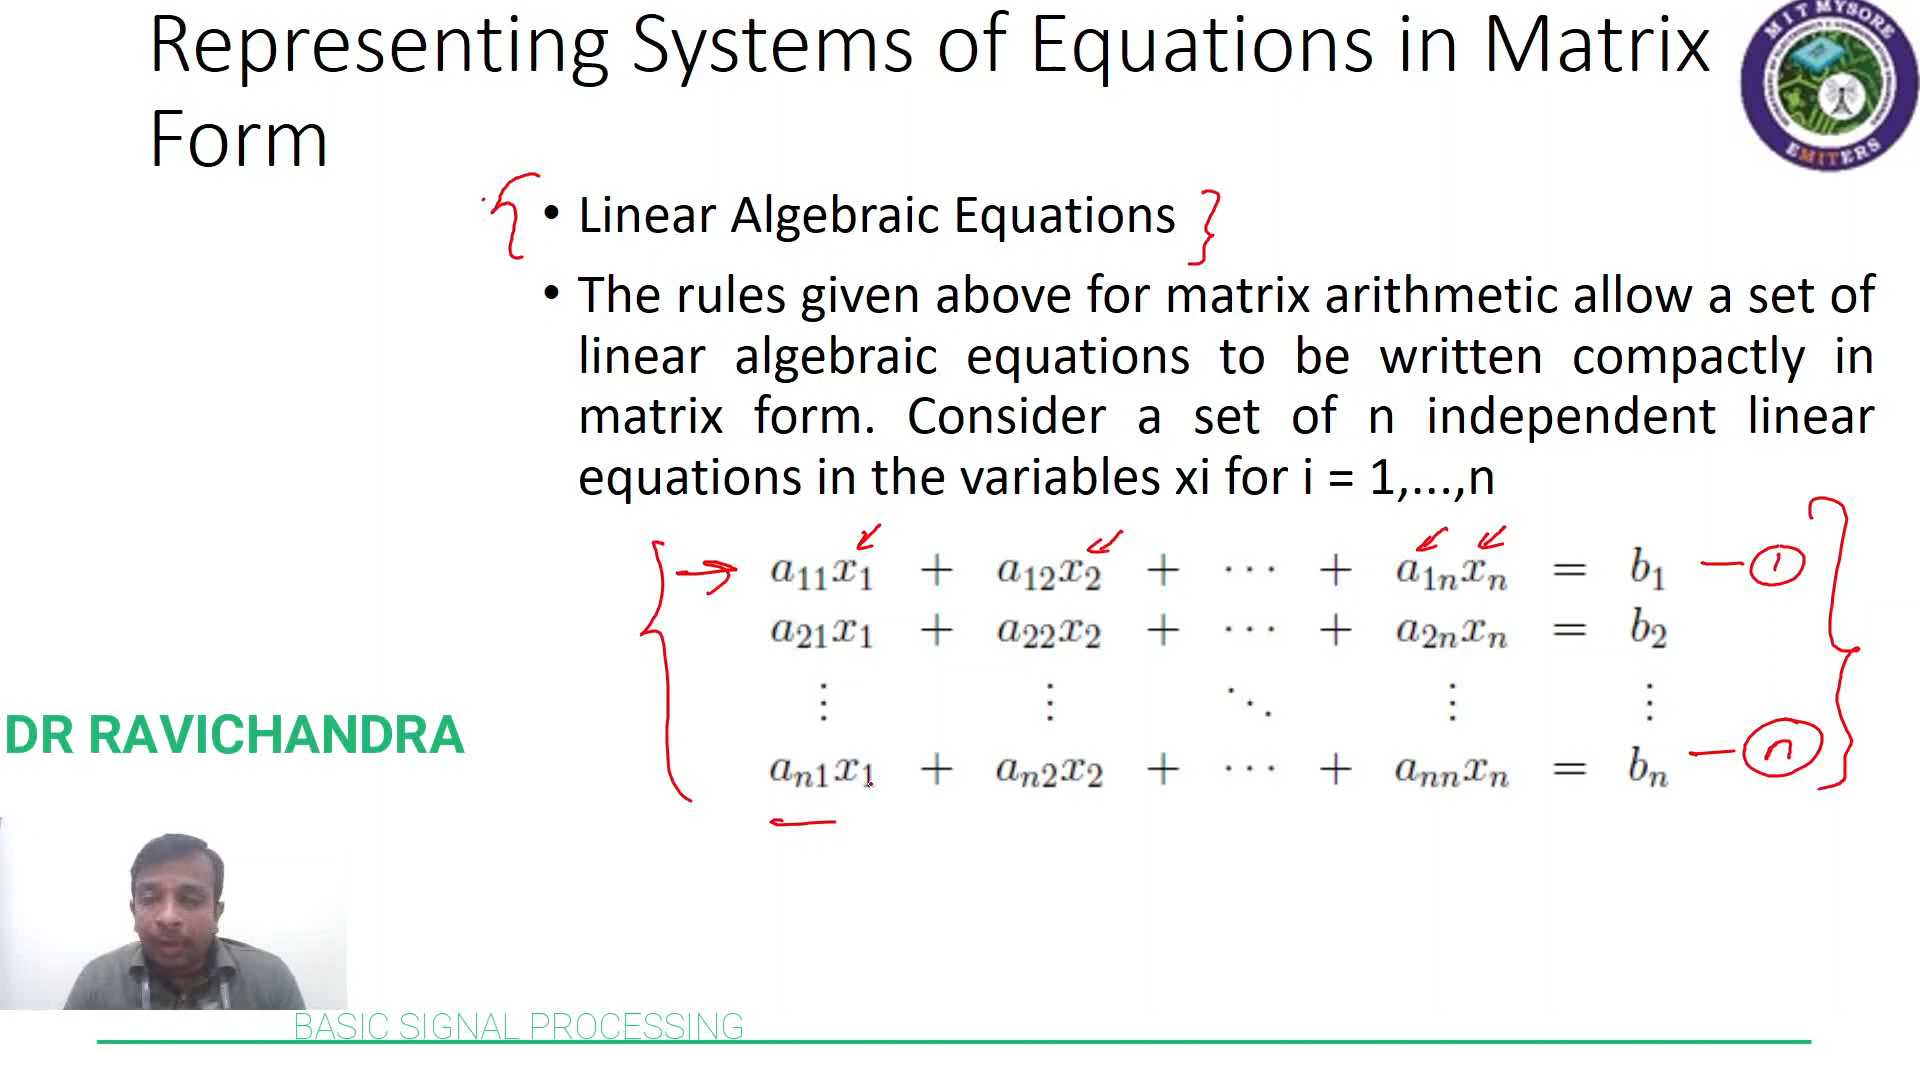 Representing Systems of Equations in Matrix
Form
MIT MYSORE
EMITERS
• Linear Algebraic Equations
• The rules given above for matrix arithmetic allow a set of
linear algebraic equations to be written compactly in
matrix form. Consider a set of n independent linear
equations in the variables xi for i = 1,...,n
a₁₁x₁ + a₁₂x₂ + ⋯ + a₁ₙxₙ = b₁ — 1
a₂₁x₁ + a₂₂x₂ + ⋯ + a₂ₙxₙ = b₂
⋮ ⋮ ⋱ ⋮ ⋮
aₙ₁x₁ + aₙ₂x₂ + ⋯ + aₙₙxₙ = bₙ — n
DR RAVICHANDRA
BASIC SIGNAL PROCESSING